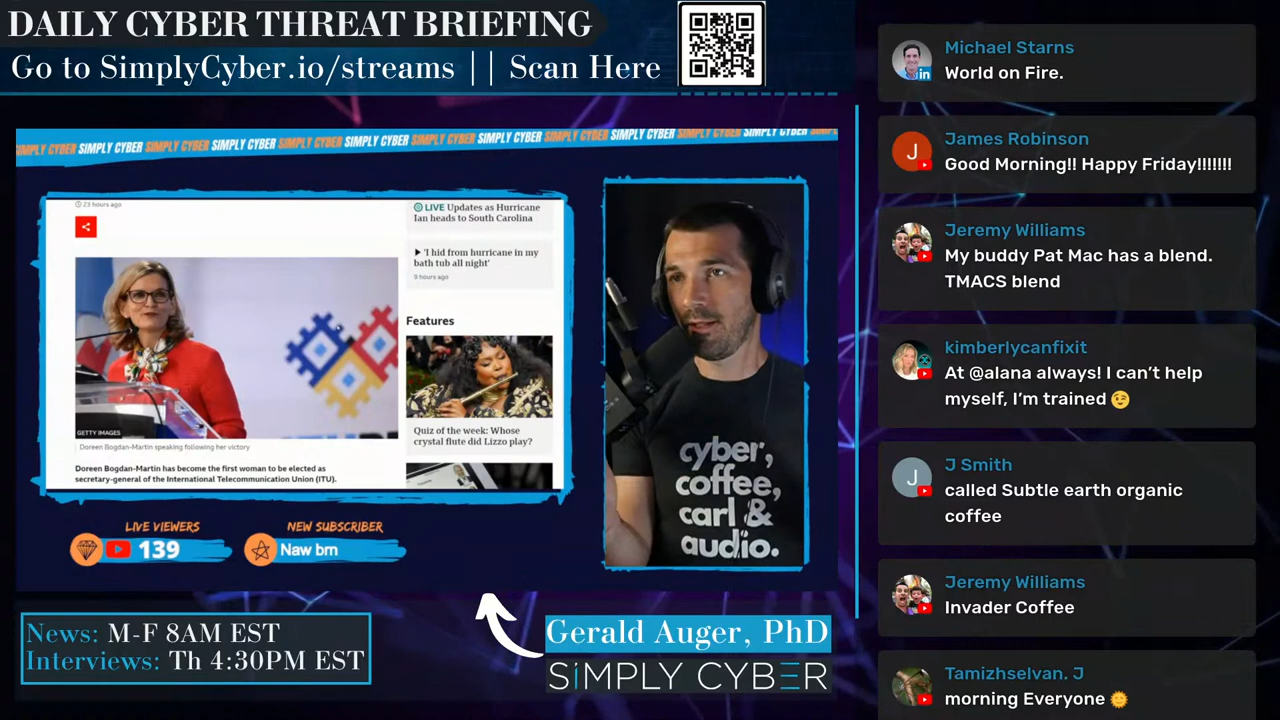 DAILY CYBER THREAT BRIEFING
Go to SimplyCyber.io/streams || Scan Here
SIMPLY CYBER SIMPLY CYBER SIMPLY CYBER SIMPLY CYBER SIMPLY CYBER SIMPLY CYBER SIMPLY CYBER SIMPLY CYBER SIMPLY CYBER SIMPLY CYBER SIMPLY CYBER SIMPLY CYBER
23 hours ago
GETTY IMAGES
Doreen Bogdan-Martin speaking following her victory
Doreen Bogdan-Martin has become the first woman to be elected as
secretary-general of the International Telecommunication Union (ITU).
LIVE Updates as Hurricane
Ian heads to South Carolina
'I hid from hurricane in my
bath tub all night'
9 hours ago
Features
Quiz of the week: Whose
crystal flute did Lizzo play?
cyber,
coffee,
carl &
audio.
LIVE VIEWERS
139
NEW SUBSCRIBER
Naw bm
News: M-F 8AM EST
Interviews: Th 4:30PM EST
Gerald Auger, PhD
SIMPLY CYBER
Michael Starns
World on Fire.
James Robinson
Good Morning!! Happy Friday!!!!!!!
Jeremy Williams
My buddy Pat Mac has a blend.
TMACS blend
kimberlycanfixit
At @alana always! I can't help
myself, I'm trained 😉
J Smith
called Subtle earth organic
coffee
Jeremy Williams
Invader Coffee
Tamizhselvan. J
morning Everyone 🌞